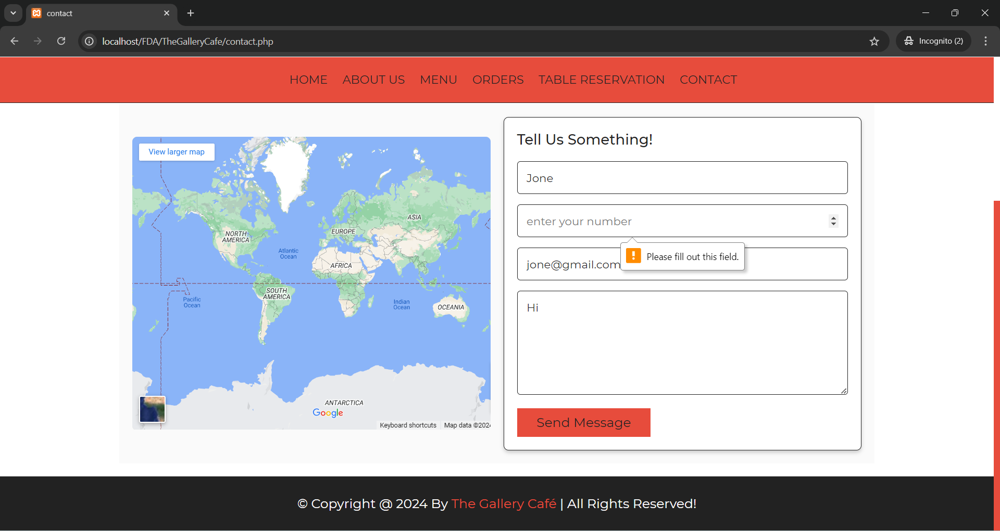 contact
localhost/FDA/TheGalleryCafe/contact.php
Incognito (2)
HOME ABOUT US MENU ORDERS TABLE RESERVATION CONTACT
View larger map
NORTH
AMERICA
EUROPE
ASIA
Atlantic
Ocean
AFRICA
SOUTH
AMERICA
Pacific
Ocean
Indian
Ocean
OCEANIA
ANTARCTICA
Google
Keyboard shortcuts
Map data ©2024
Tell Us Something!
Jone
enter your number
Please fill out this field.
jone@gmail.com
Hi
Send Message
© Copyright @ 2024 By The Gallery Café | All Rights Reserved!